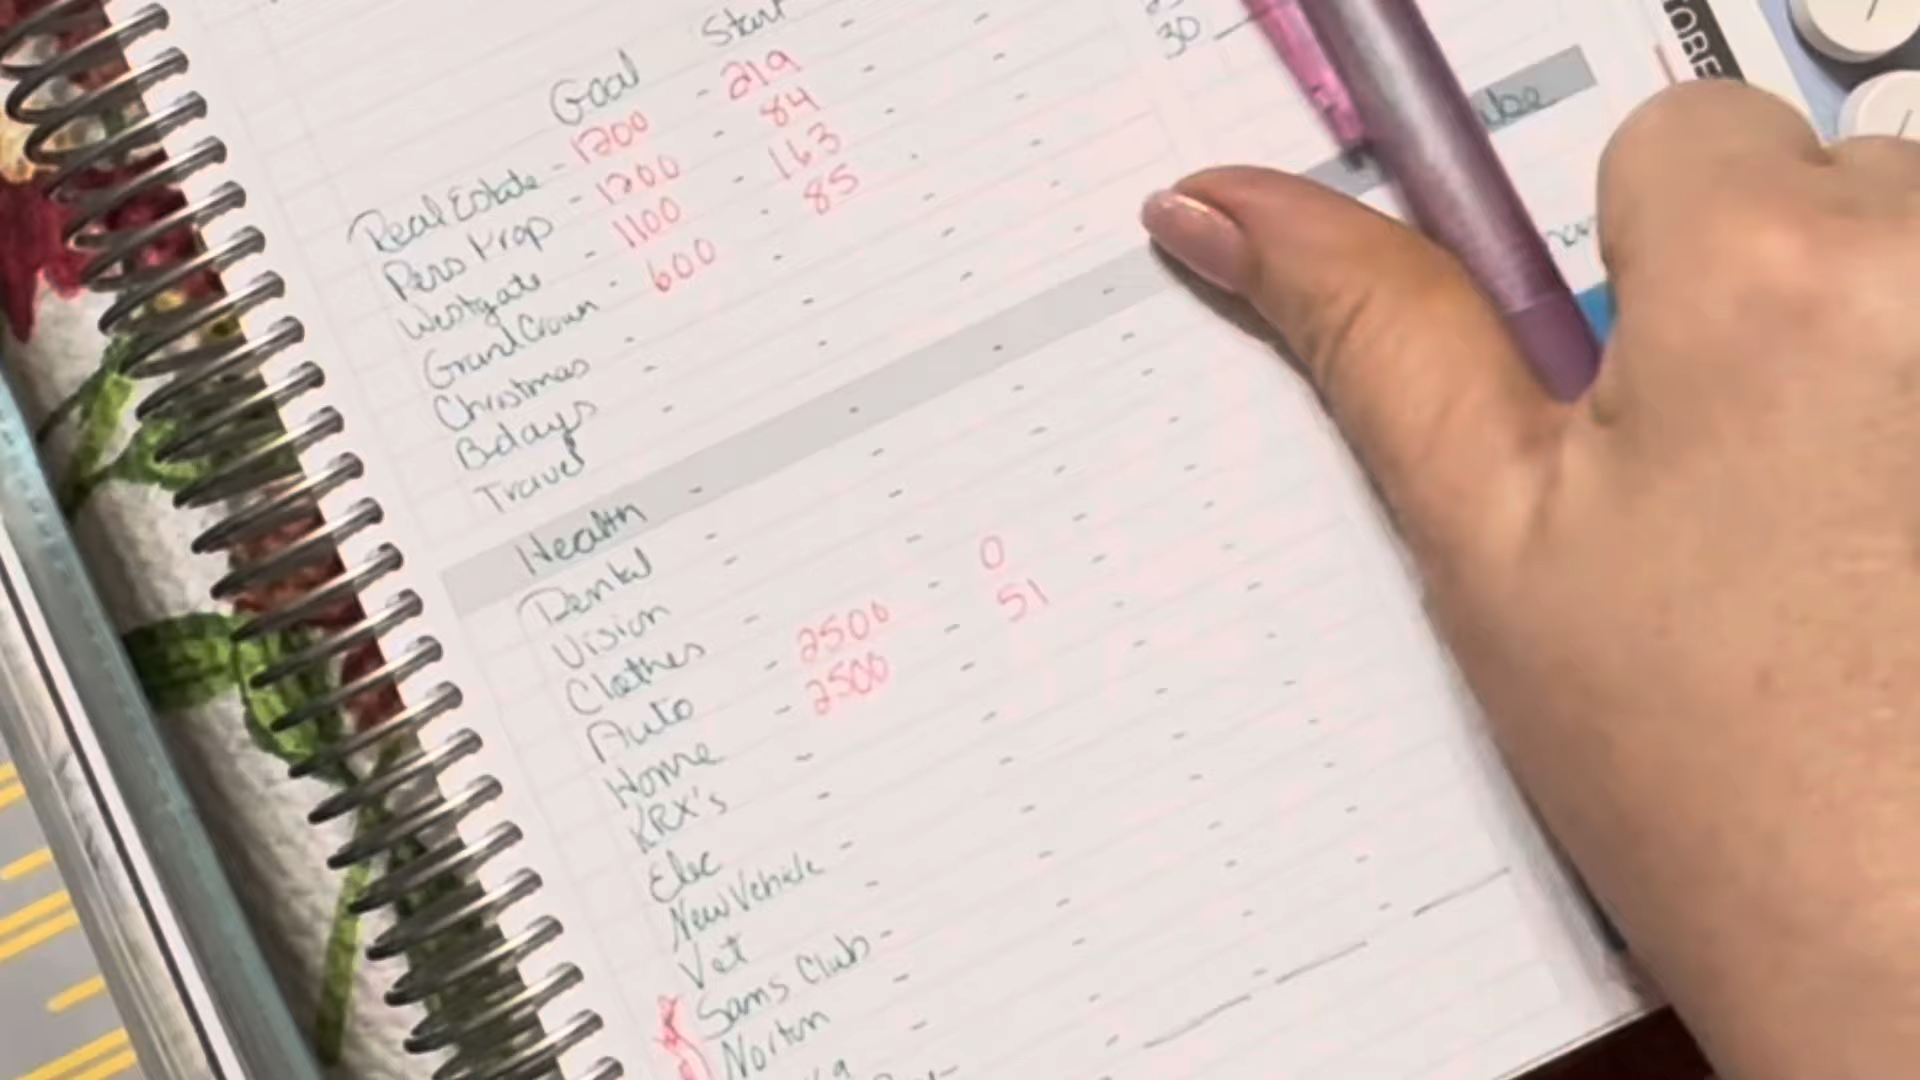 Goal Start
30
Real Estate - 1200 - 219 -
Pers Prop - 1200 - 84 -
Westgate - 1100 - 163 -
Grand Crown - 600 - 85 -
Christmas - - -
Bdays - - -
Travel - - -
Health - - -
Dental - - -
Vision - - -
Clothes - - -
Auto - 2500 - 0 -
Home - 2500 - 51 -
KRX's - - -
Elec - - -
New Vehicle - - -
Vet - - -
Sams Club - - -
Norton - - -